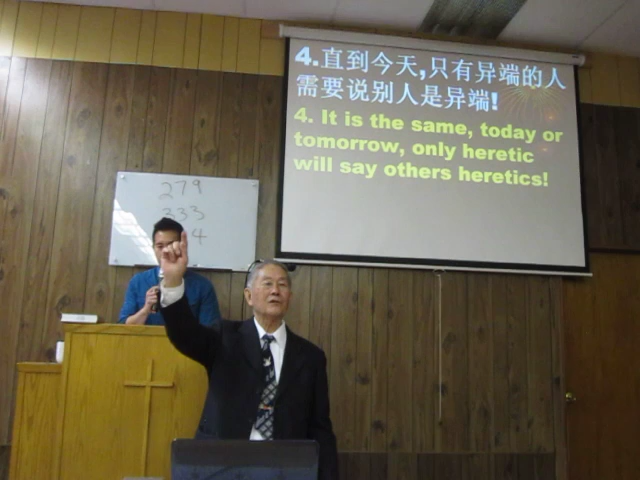 4.直到今天,只有异端的人
需要说别人是异端!
4. It is the same, today or
tomorrow, only heretic
will say others heretics!
279
333
4